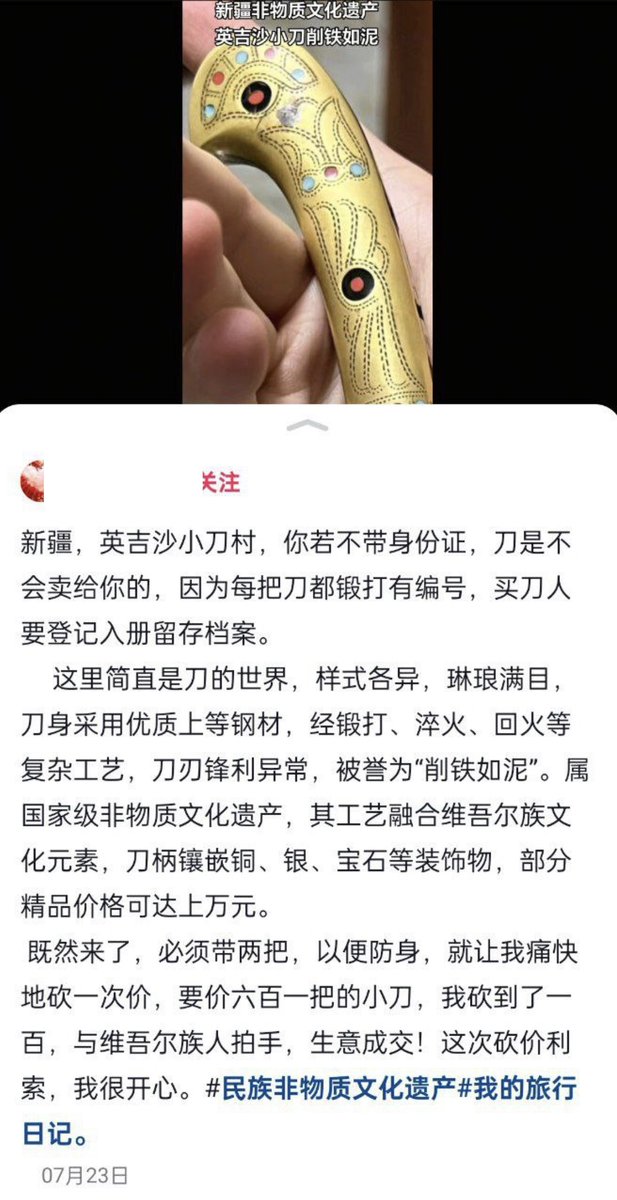 新疆非物质文化遗产
英吉沙小刀削铁如泥
关注
新疆，英吉沙小刀村，你若不带身份证，刀是不
会卖给你的，因为每把刀都锻打有编号，买刀人
要登记入册留存档案。
这里简直是刀的世界，样式各异，琳琅满目，
刀身采用优质上等钢材，经锻打、淬火、回火等
复杂工艺，刀刃锋利异常，被誉为“削铁如泥”。属
国家级非物质文化遗产，其工艺融合维吾尔族文
化元素，刀柄镶嵌铜、银、宝石等装饰物，部分
精品价格可达上万元。
既然来了，必须带两把，以便防身，就让我痛快
地砍一次价，要价六百一把的小刀，我砍到了一
百，与维吾尔族人拍手，生意成交！这次砍价利
索，我很开心。#民族非物质文化遗产#我的旅行
日记。
07月23日